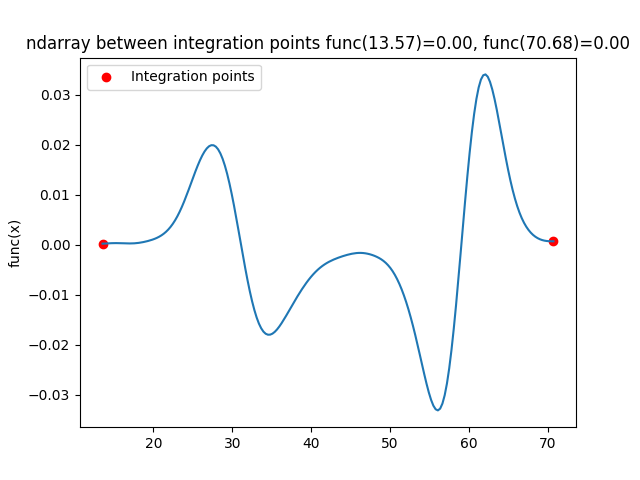 ndarray between integration points func(13.57)=0.00, func(70.68)=0.00
Integration points
func(x)
0.03
0.02
0.01
0.00
−0.01
−0.02
−0.03
20 30 40 50 60 70